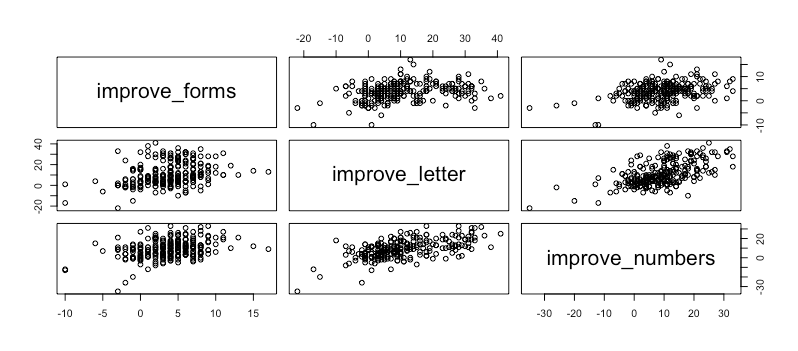 -20 -10 0 10 20 30 40
improve_forms
-10 0 10
-20 0 20 40
improve_letter
improve_numbers
-30 -10 0 20
-10 -5 0 5 10 15
-30 -20 -10 0 10 20 30